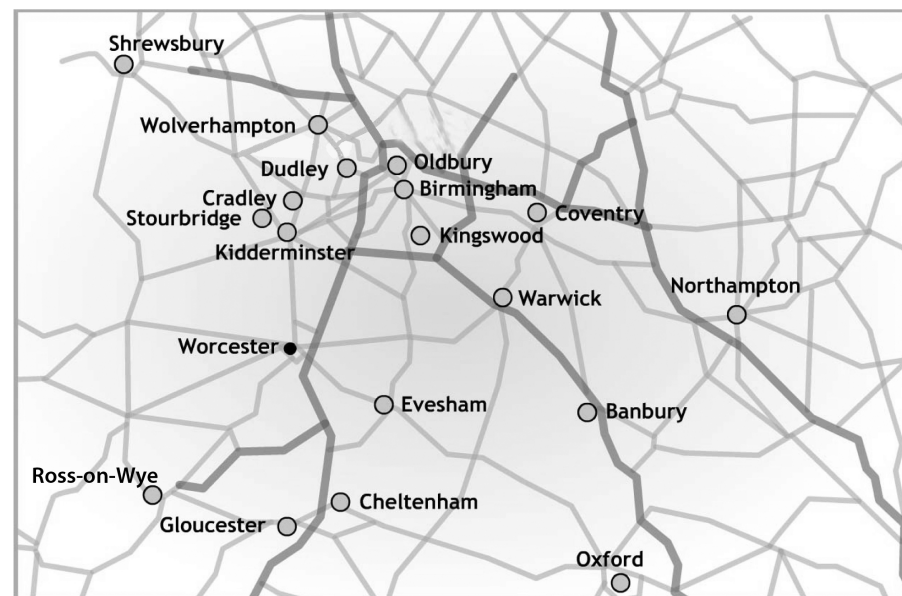 Shrewsbury
Wolverhampton
Dudley
Oldbury
Cradley
Birmingham
Stourbridge
Coventry
Kidderminster
Kingswood
Northampton
Warwick
Worcester
Evesham
Banbury
Ross-on-Wye
Cheltenham
Gloucester
Oxford